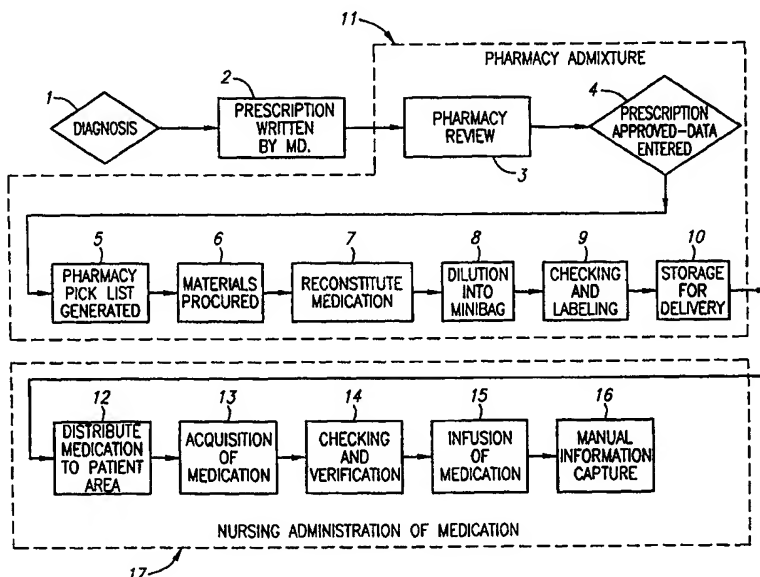 11
PHARMACY ADMIXTURE
1
DIAGNOSIS
2
PRESCRIPTION
WRITTEN
BY MD.
PHARMACY
REVIEW
3
4
PRESCRIPTION
APPROVED-DATA
ENTERED
5
PHARMACY
PICK LIST
GENERATED
6
MATERIALS
PROCURED
7
RECONSTITUTE
MEDICATION
8
DILUTION
INTO
MINIBAG
9
CHECKING
AND
LABELING
10
STORAGE
FOR
DELIVERY
12
DISTRIBUTE
MEDICATION
TO PATIENT
AREA
13
ACQUISITION
OF
MEDICATION
14
CHECKING
AND
VERIFICATION
15
INFUSION
OF
MEDICATION
16
MANUAL
INFORMATION
CAPTURE
NURSING ADMINISTRATION OF MEDICATION
17